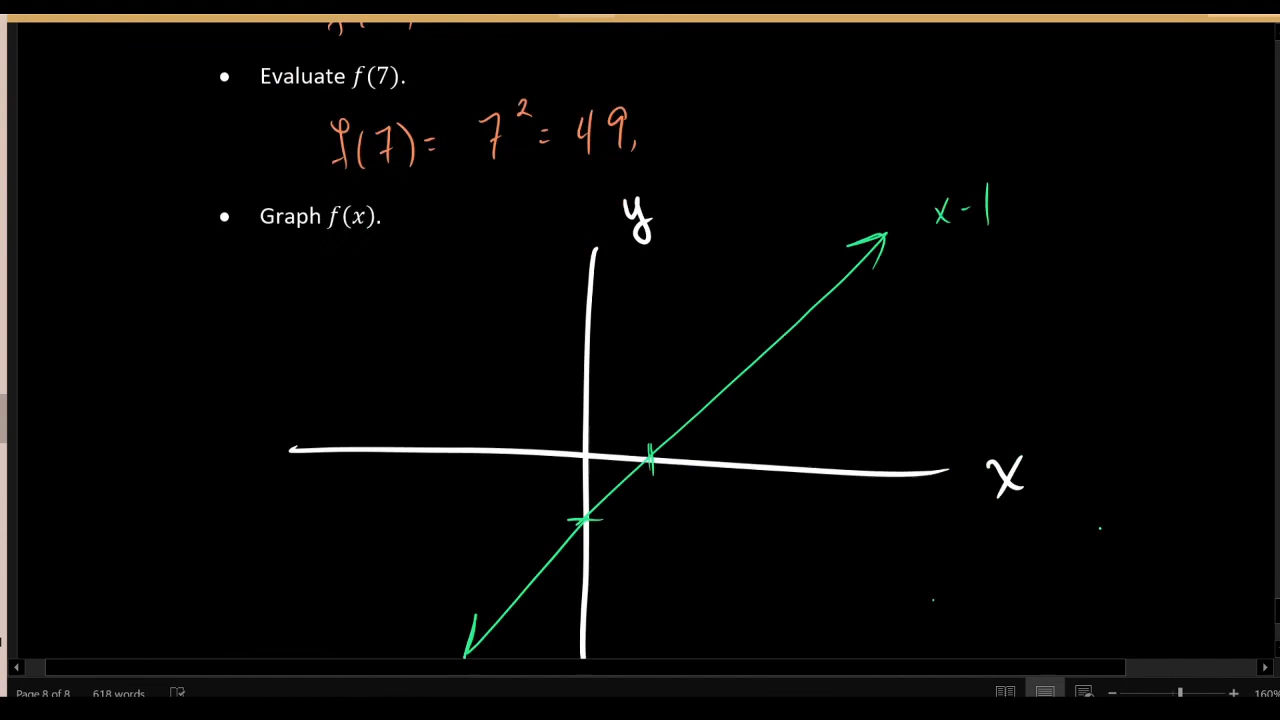 • Evaluate f(7).
f(7) = 7² = 49,
• Graph f(x).
y
x - 1
x
Page 8 of 8 618 words
160%